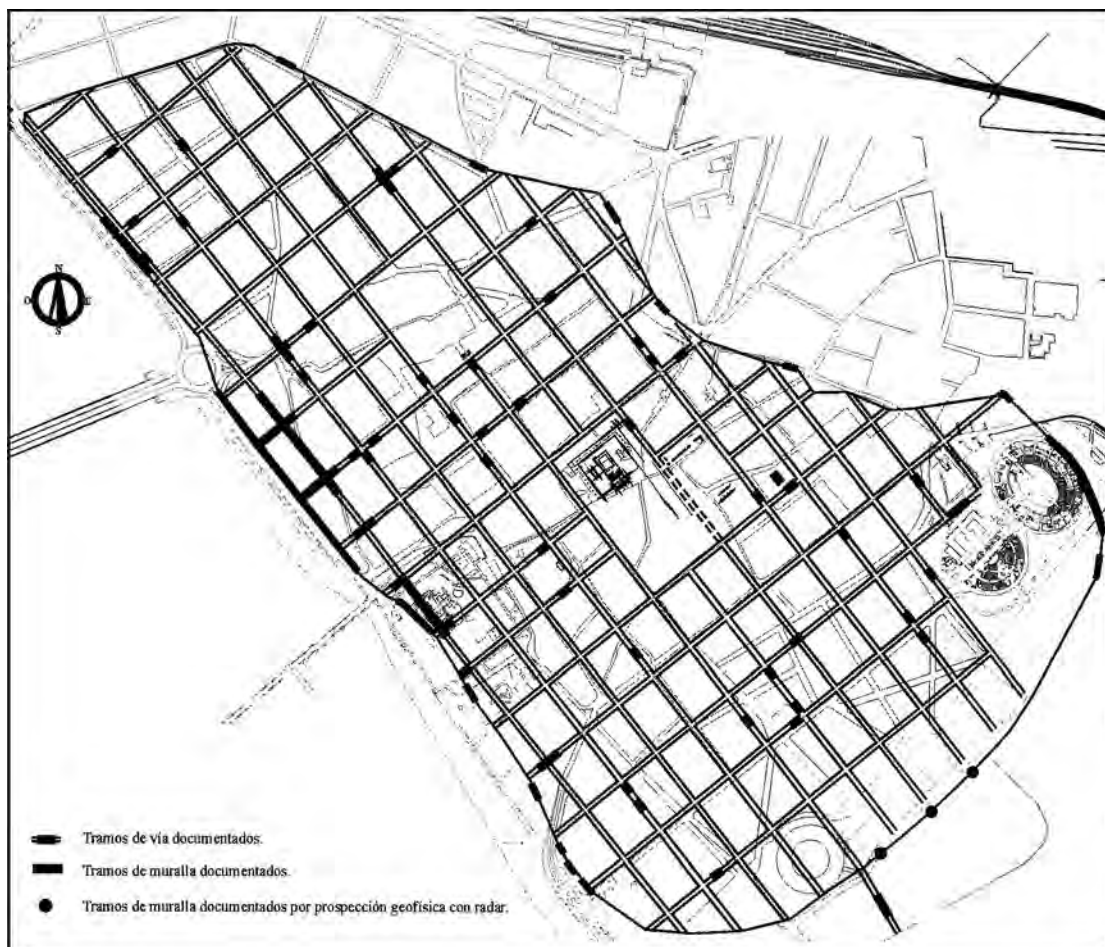 N
O E
S
Tramos de vía documentados.
Tramos de muralla documentados.
Tramos de muralla documentados por prospección geofísica con radar.